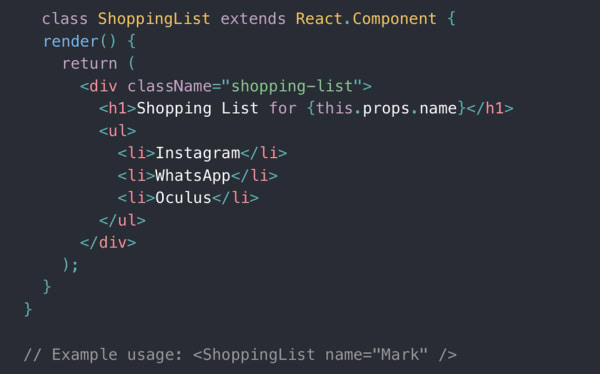 class ShoppingList extends React.Component {
render() {
return (
<div className="shopping-list">
<h1>Shopping List for {this.props.name}</h1>
<ul>
<li>Instagram</li>
<li>WhatsApp</li>
<li>Oculus</li>
</ul>
</div>
);
}
}
// Example usage: <ShoppingList name="Mark" />